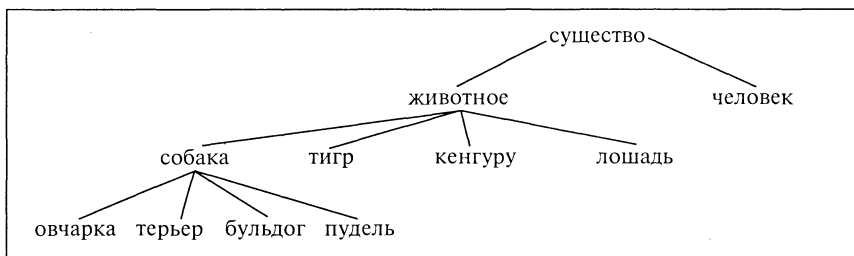 существо
животное человек
собака тигр кенгуру лошадь
овчарка терьер бульдог пудель